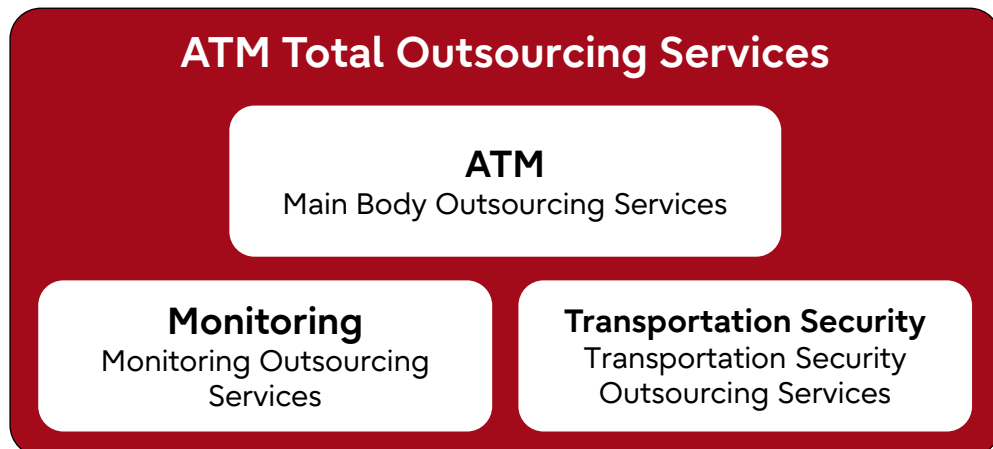 ATM Total Outsourcing Services
ATM
Main Body Outsourcing Services
Monitoring
Monitoring Outsourcing
Services
Transportation Security
Transportation Security
Outsourcing Services